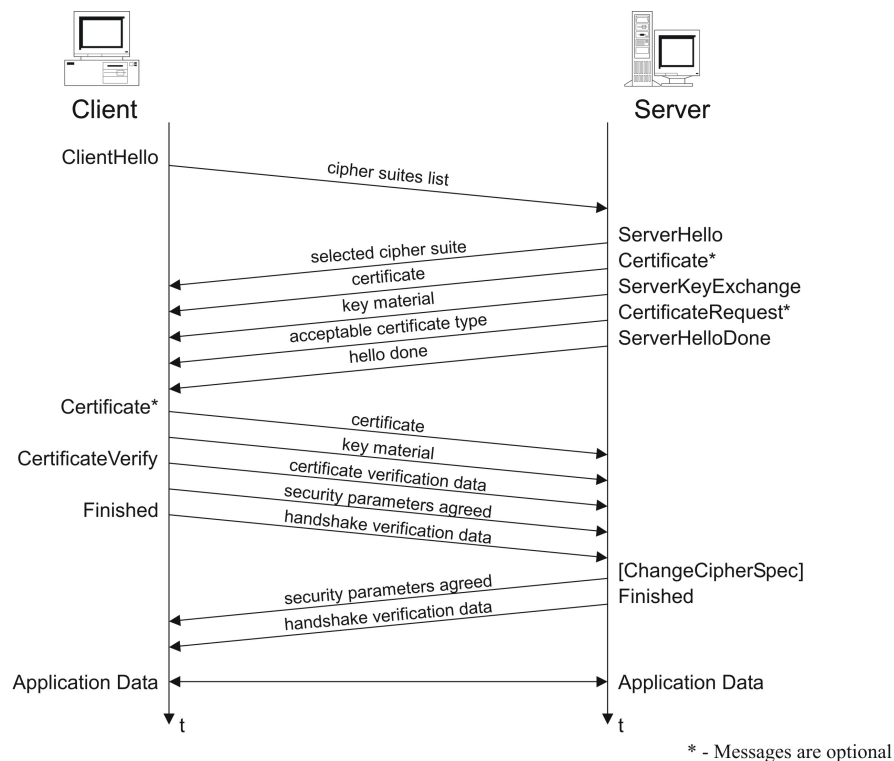 Client
Server
ClientHello
cipher suites list
ServerHello
selected cipher suite
Certificate*
certificate
ServerKeyExchange
key material
CertificateRequest*
acceptable certificate type
ServerHelloDone
hello done
Certificate*
certificate
key material
CertificateVerify
certificate verification data
security parameters agreed
Finished
handshake verification data
[ChangeCipherSpec]
security parameters agreed
Finished
handshake verification data
Application Data
Application Data
t
t
* - Messages are optional